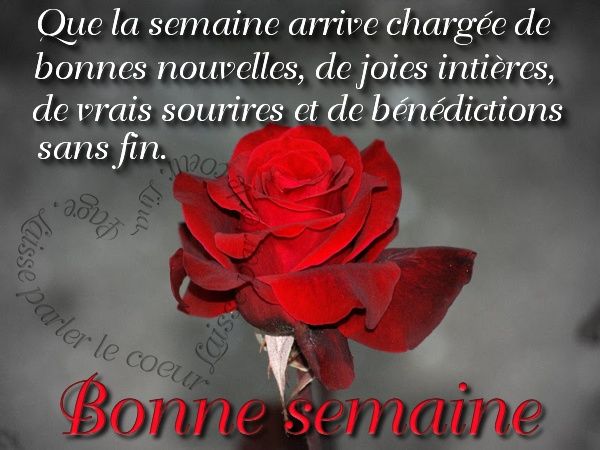 Que la semaine arrive chargée de
bonnes nouvelles, de joies intières,
de vrais sourires et de bénédictions
sans fin.
Page: Laisse parler le coeur
Bonne semaine